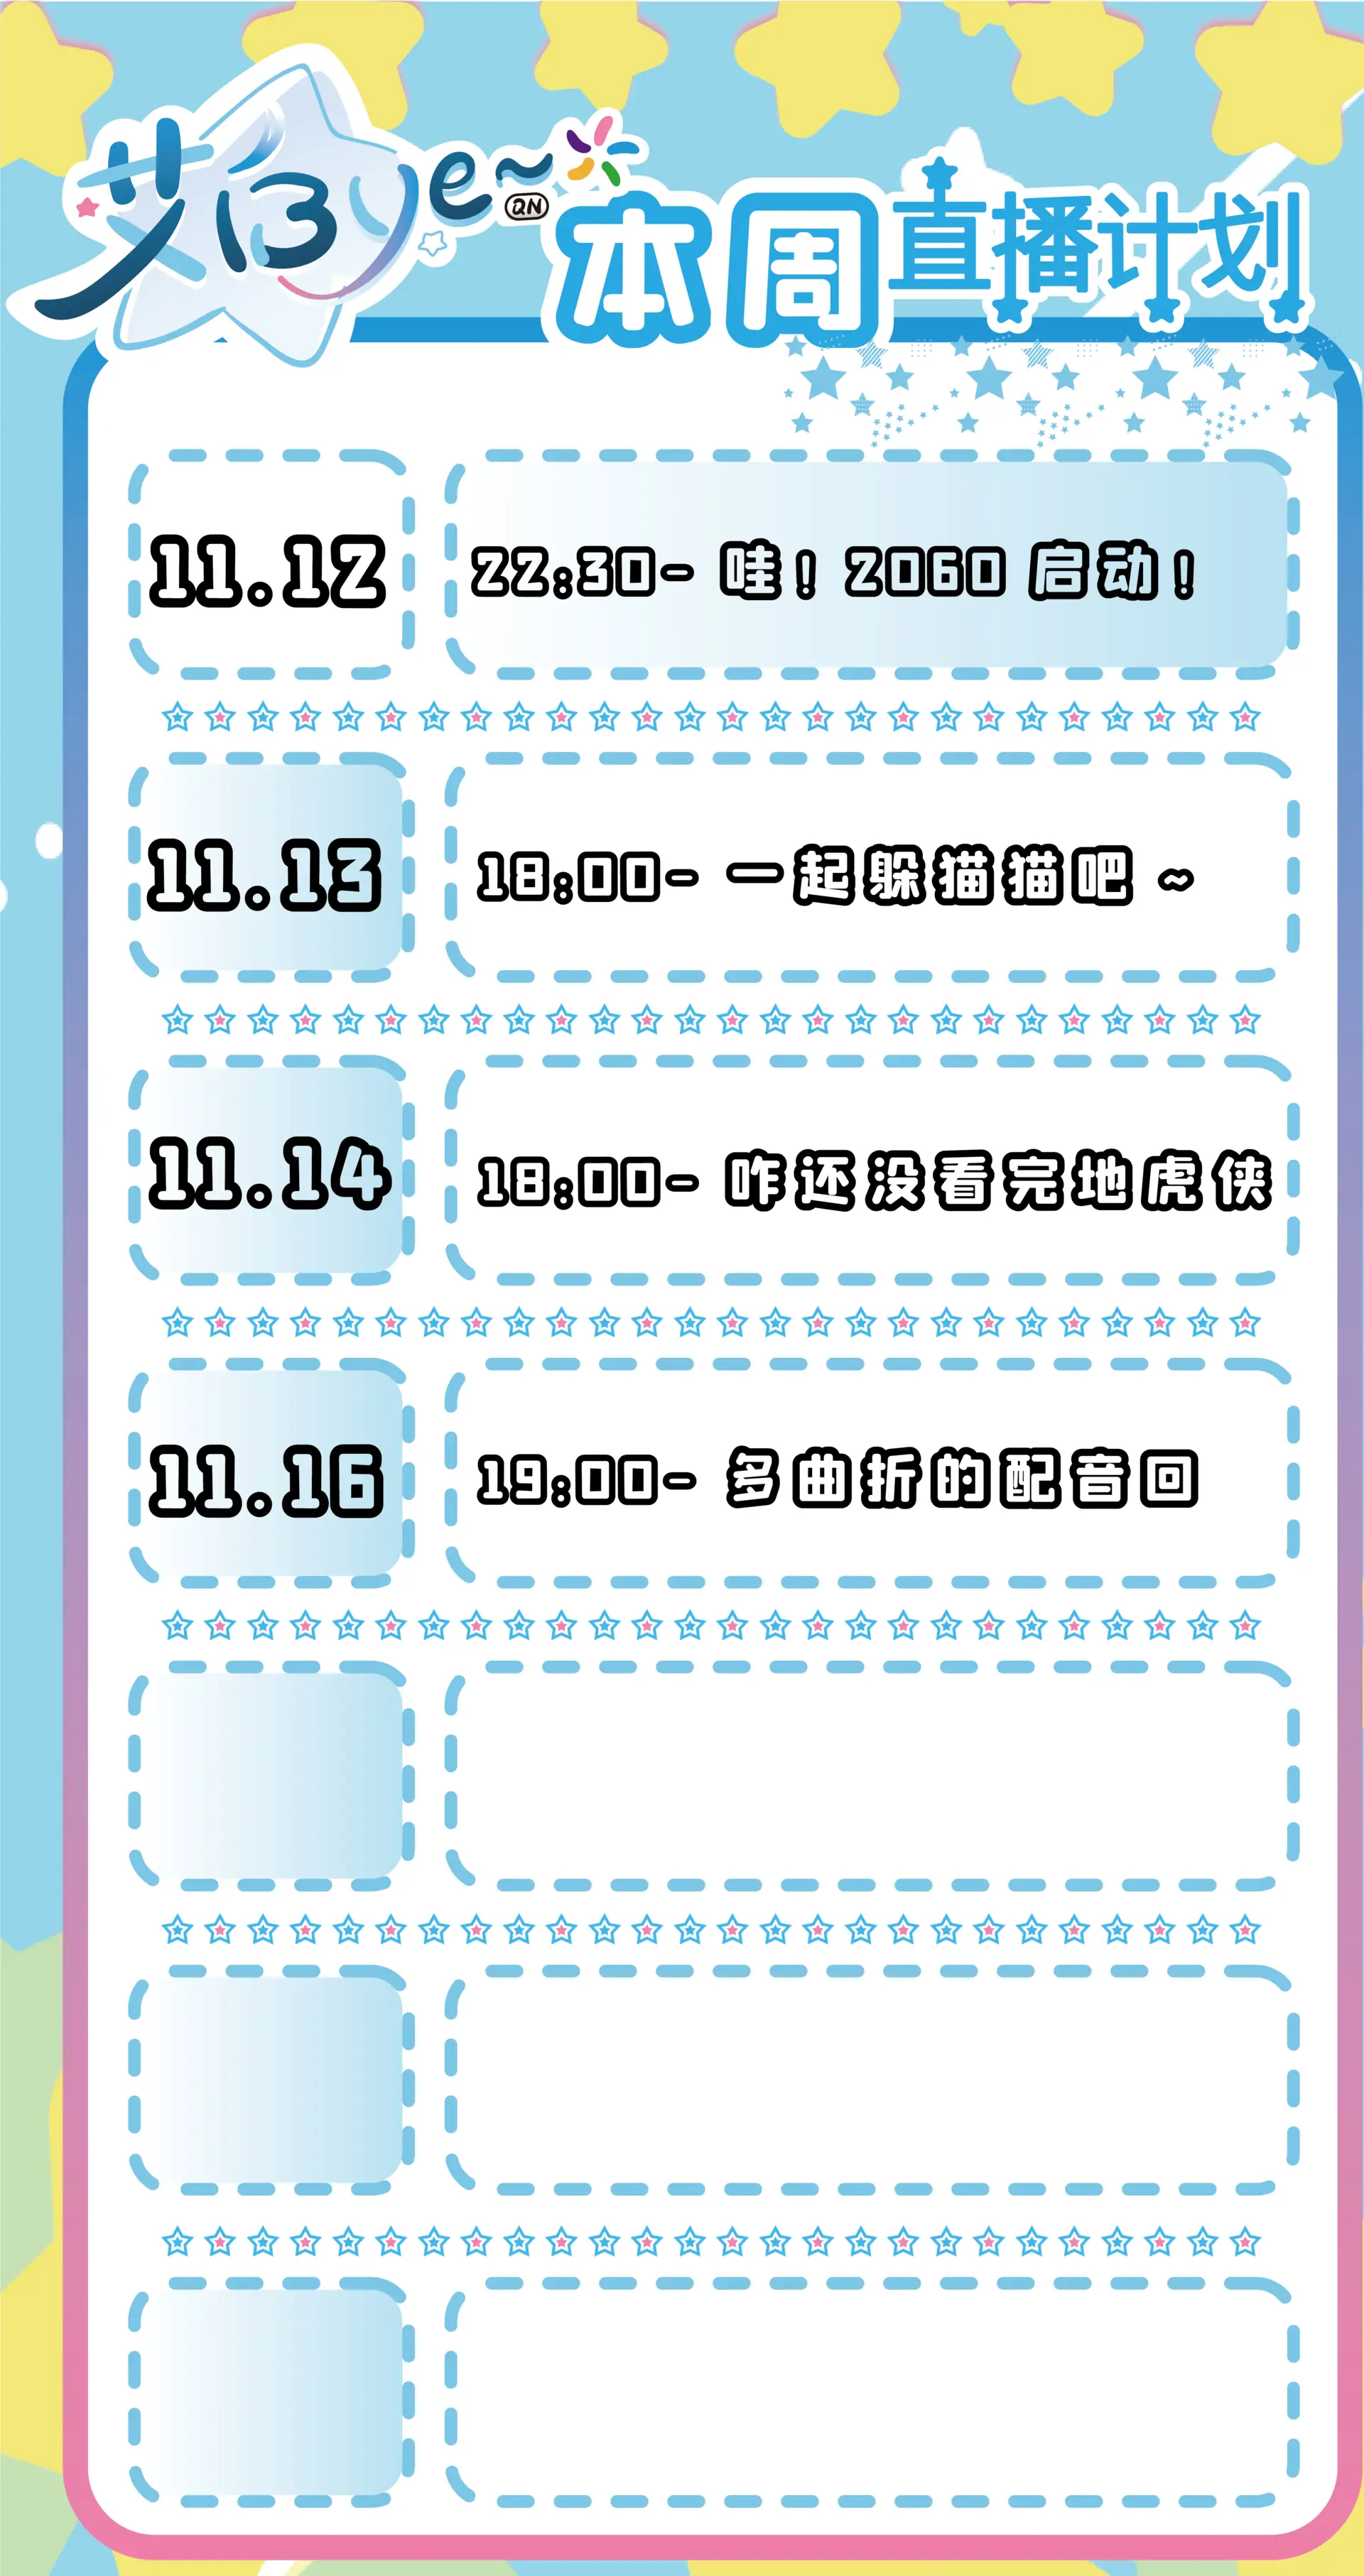 艾白ye~
QN
本周直播计划
11.12
22:30- 哇！2060 启动！
11.13
18:00- 一起躲猫猫吧 ~
11.14
18:00- 咋还没看完地虎侠
11.16
19:00- 多曲折的配音回